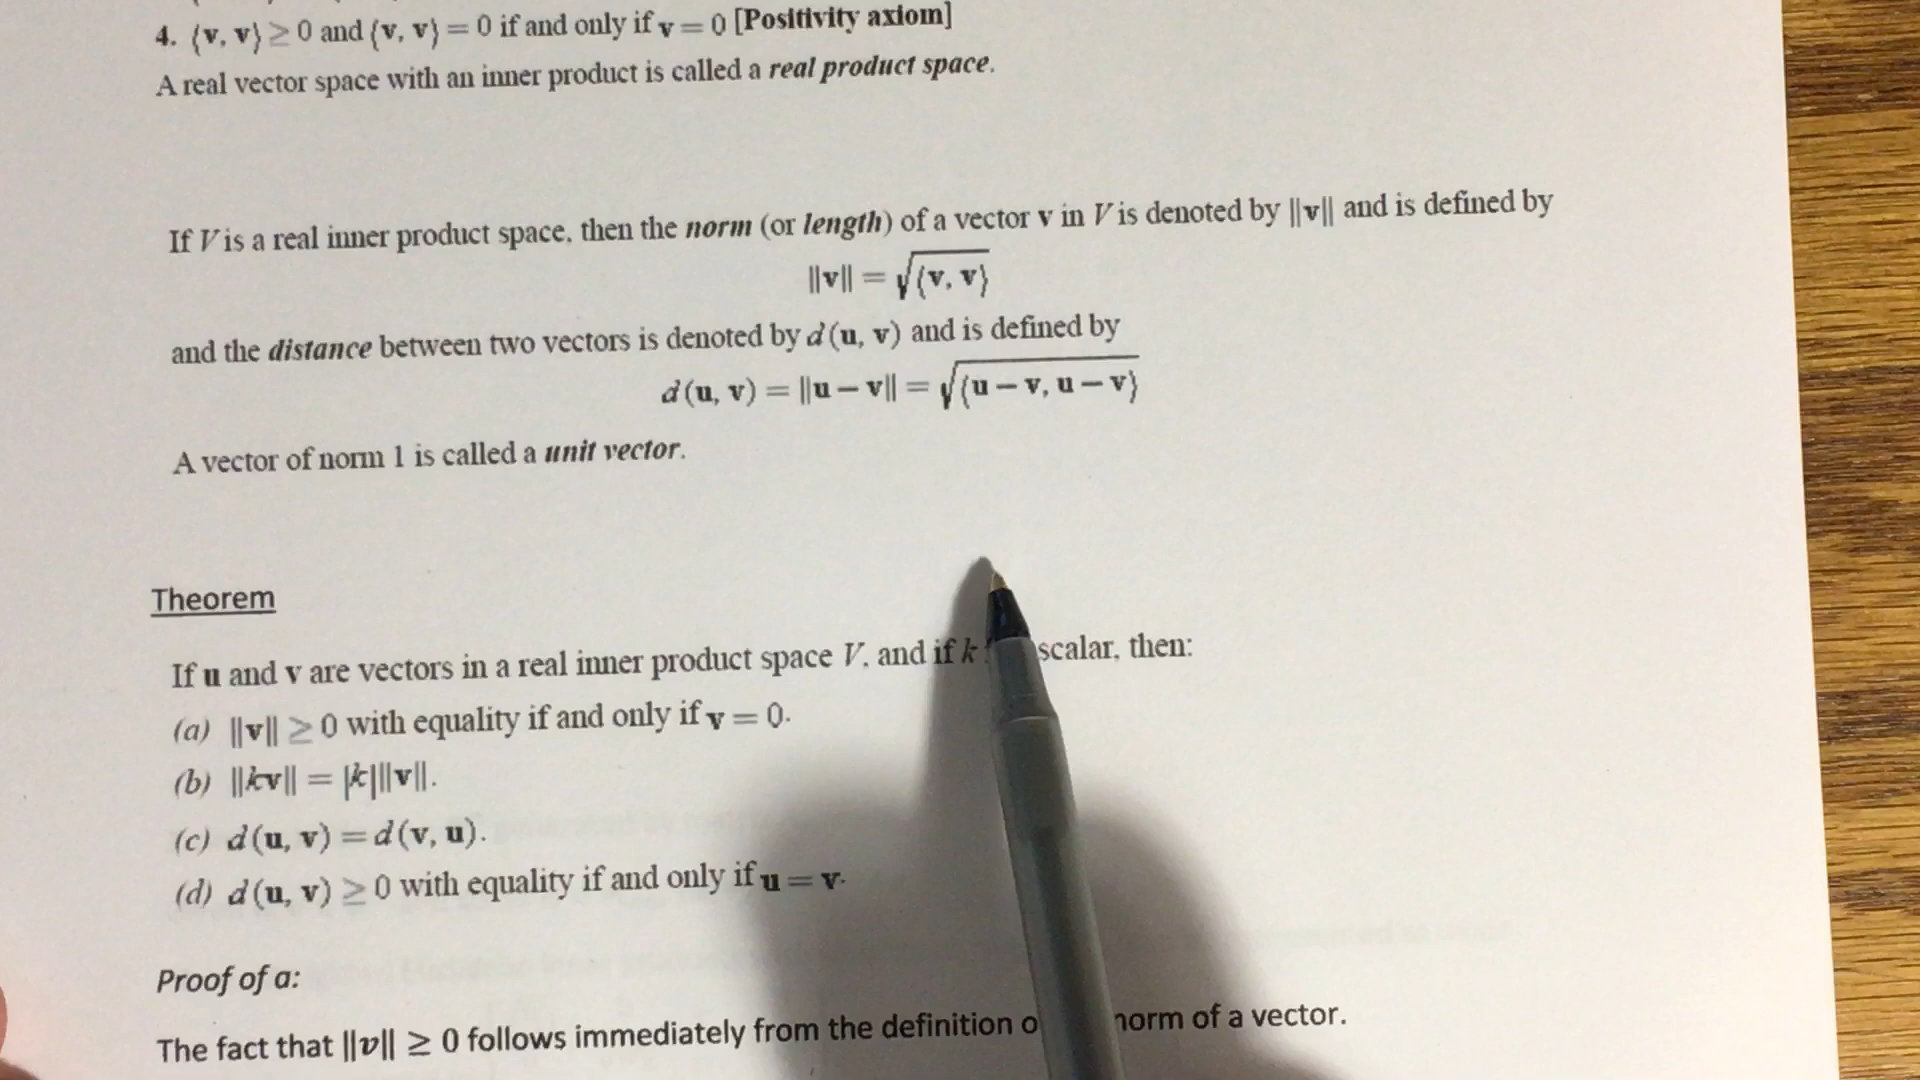 4. ⟨v, v⟩ ≥ 0 and ⟨v, v⟩ = 0 if and only if v = 0 [Positivity axiom]
A real vector space with an inner product is called a real product space.
If V is a real inner product space, then the norm (or length) of a vector v in V is denoted by ||v|| and is defined by
||v|| = √⟨v, v⟩
and the distance between two vectors is denoted by d(u, v) and is defined by
d(u, v) = ||u − v|| = √⟨u − v, u − v⟩
A vector of norm 1 is called a unit vector.
Theorem
If u and v are vectors in a real inner product space V, and if k scalar, then:
(a) ||v|| ≥ 0 with equality if and only if v = 0.
(b) ||kv|| = |k|||v||.
(c) d(u, v) = d(v, u).
(d) d(u, v) ≥ 0 with equality if and only if u = v.
Proof of a:
The fact that ||v|| ≥ 0 follows immediately from the definition norm of a vector.